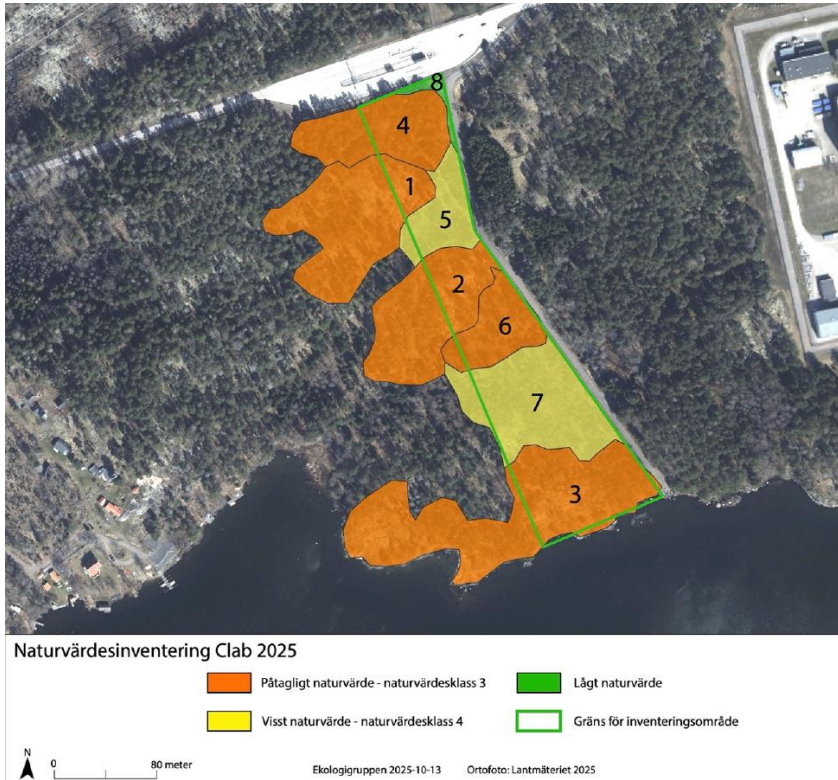 8
4
1
5
2
6
7
3
Naturvärdesinventering Clab 2025
Påtagligt naturvärde - naturvärdesklass 3
Lågt naturvärde
Visst naturvärde - naturvärdesklass 4
Gräns för inventeringsområde
N
0 80 meter
Ekologigruppen 2025-10-13 Ortofoto: Lantmäteriet 2025